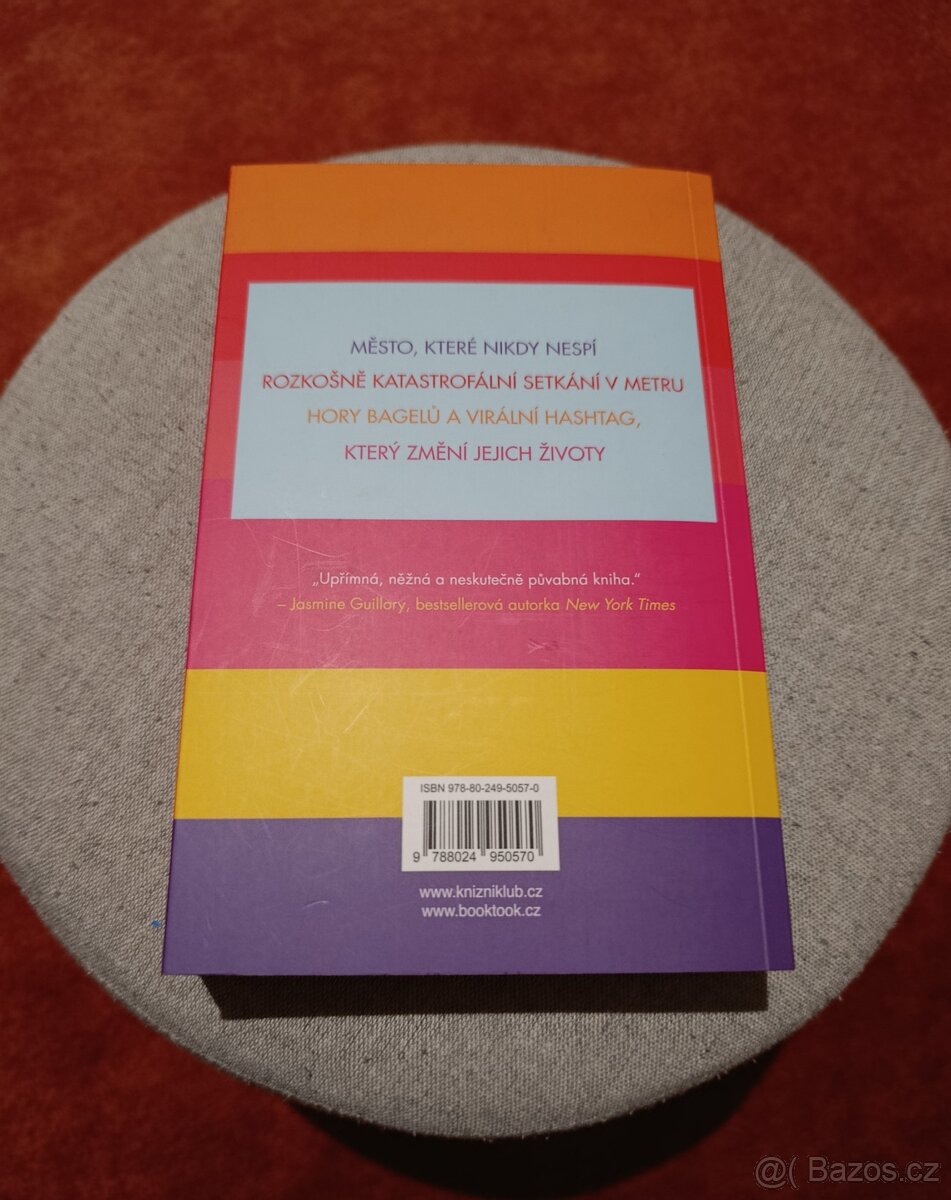 MĚSTO, KTERÉ NIKDY NESPÍ
ROZKOŠNĚ KATASTROFÁLNÍ SETKÁNÍ V METRU
HORY BAGELŮ A VIRÁLNÍ HASHTAG,
KTERÝ ZMĚNÍ JEJICH ŽIVOTY
„Upřímná, něžná a neskutečně půvabná kniha.“
– Jasmine Guillory, bestsellerová autorka New York Times
ISBN 978-80-249-5057-0
9 788024 950570
www.knizniklub.cz
www.booktook.cz
@( Bazos.cz